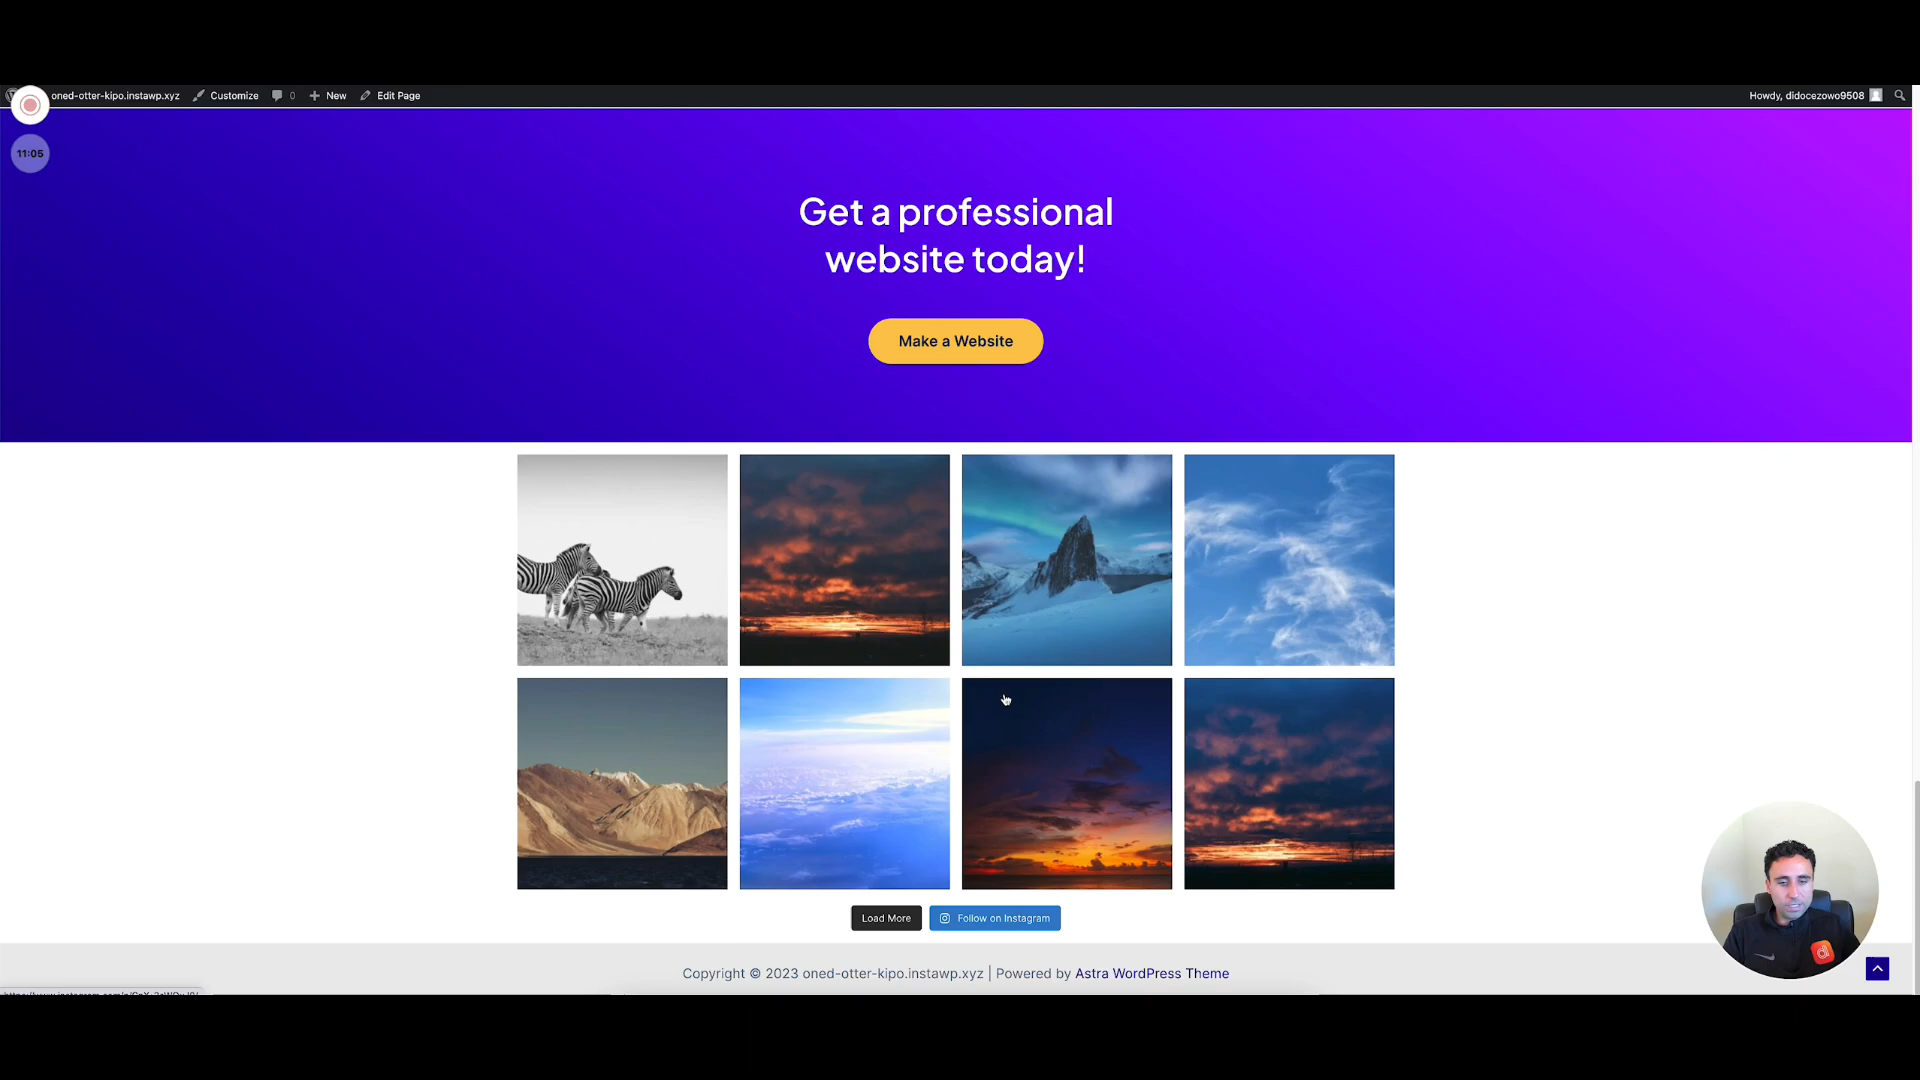 oned-otter-kipo.instawp.xyz Customize 0 New Edit Page Howdy, didocezowo9508
11:05
Get a professional
website today!
Make a Website
Load More Follow on Instagram
Copyright © 2023 oned-otter-kipo.instawp.xyz | Powered by Astra WordPress Theme